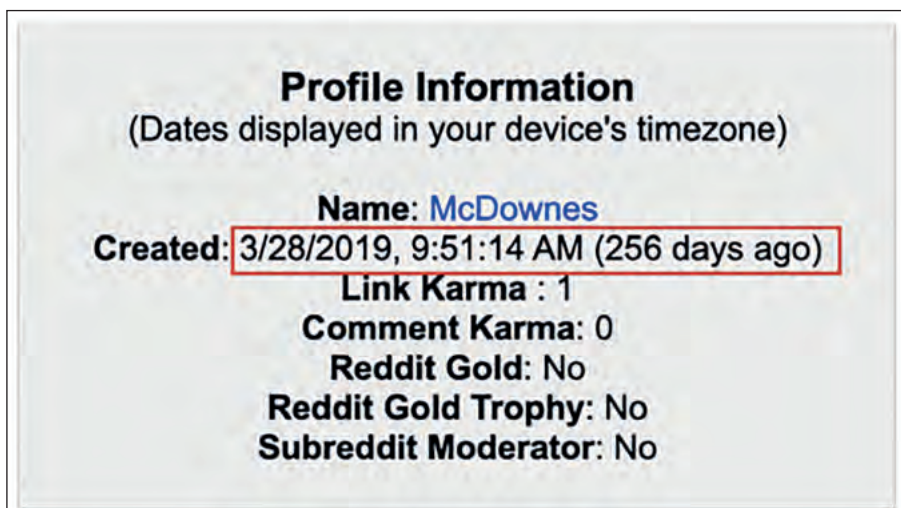 Profile Information
(Dates displayed in your device's timezone)
Name: McDownes
Created: 3/28/2019, 9:51:14 AM (256 days ago)
Link Karma : 1
Comment Karma: 0
Reddit Gold: No
Reddit Gold Trophy: No
Subreddit Moderator: No